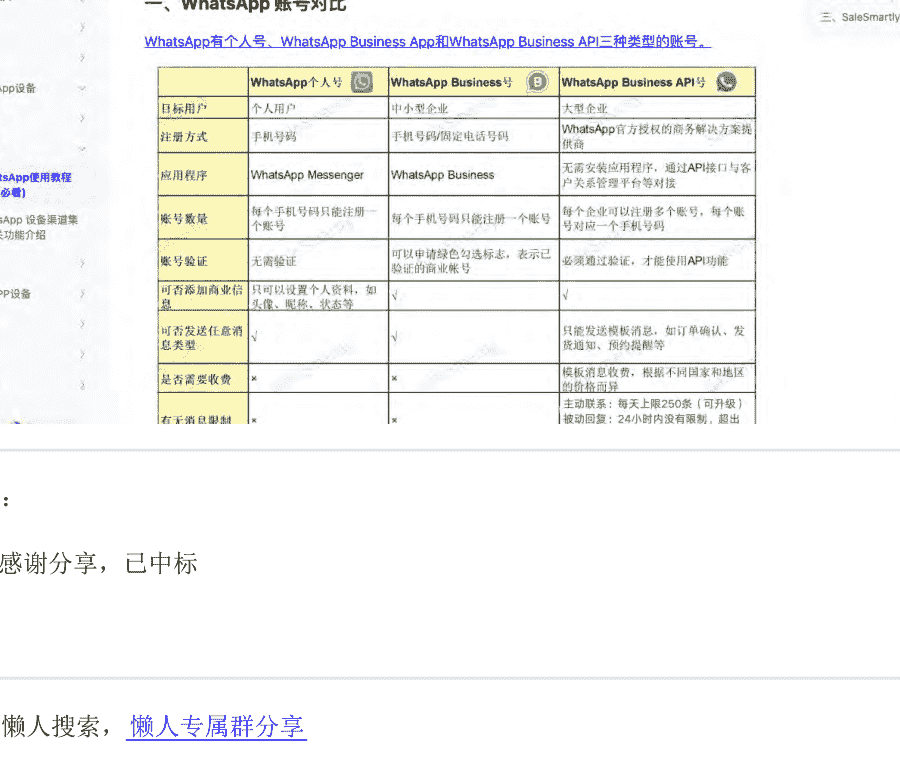 一、WhatsApp 账号对比
三、SaleSmartly
WhatsApp有个人号、WhatsApp Business App和WhatsApp Business API三种类型的账号。
App设备
tsApp使用教程
必看)
sApp 设备渠道集
关功能介绍
PP设备
WhatsApp个人号 WhatsApp Business号 WhatsApp Business API号
目标用户 个人用户 中小型企业 大型企业
注册方式 手机号码 手机号码/固定电话号码 WhatsApp官方授权的商务解决方案提
供商
应用程序 WhatsApp Messenger WhatsApp Business 无需安装应用程序，通过API接口与客
户关系管理平台等对接
账号数量 每个手机号码只能注册一
个账号 每个手机号码只能注册一个账号 每个企业可以注册多个账号，每个账
号对应一个手机号码
账号验证 无需验证 可以申请绿色勾选标志，表示已
验证的商业帐号 必须通过验证，才能使用API功能
可否添加商业信
息 只可以设置个人资料，如
头像、昵称、状态等 √ √
可否发送任意消
息类型 √ √ 只能发送模板消息，如订单确认、发
货通知、预约提醒等
是否需要收费 × × 模板消息收费，根据不同国家和地区
的价格而异
有无消息限制 × × 主动联系：每天上限250条（可升级）
被动回复：24小时内没有限制，超出
：
感谢分享，已中标
懒人搜索，懒人专属群分享